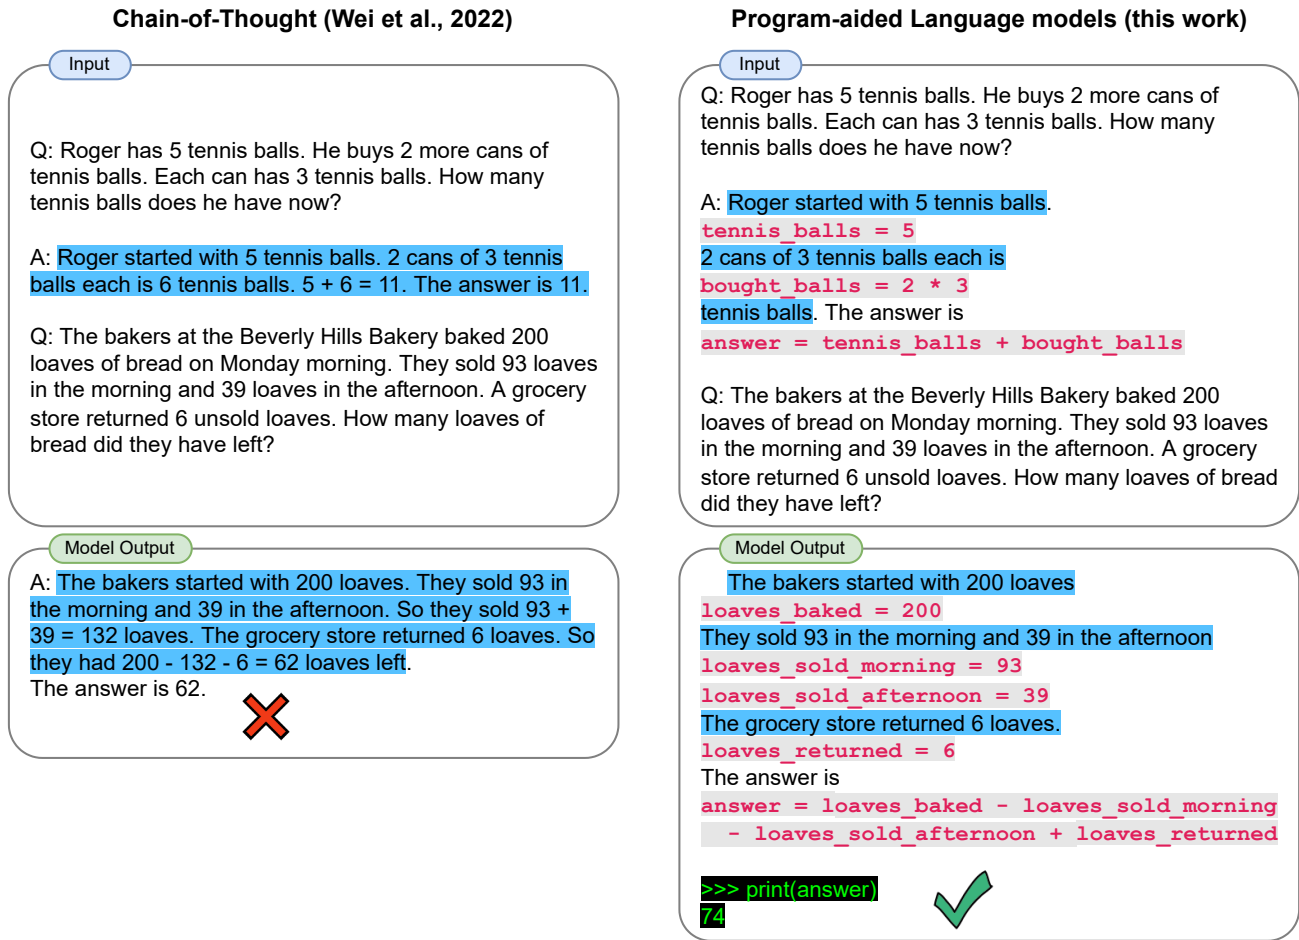 Chain-of-Thought (Wei et al., 2022)
Input
Q: Roger has 5 tennis balls. He buys 2 more cans of
tennis balls. Each can has 3 tennis balls. How many
tennis balls does he have now?
A: Roger started with 5 tennis balls. 2 cans of 3 tennis
balls each is 6 tennis balls. 5 + 6 = 11. The answer is 11.
Q: The bakers at the Beverly Hills Bakery baked 200
loaves of bread on Monday morning. They sold 93 loaves
in the morning and 39 loaves in the afternoon. A grocery
store returned 6 unsold loaves. How many loaves of
bread did they have left?
Model Output
A: The bakers started with 200 loaves. They sold 93 in
the morning and 39 in the afternoon. So they sold 93 +
39 = 132 loaves. The grocery store returned 6 loaves. So
they had 200 - 132 - 6 = 62 loaves left.
The answer is 62.
Program-aided Language models (this work)
Input
Q: Roger has 5 tennis balls. He buys 2 more cans of
tennis balls. Each can has 3 tennis balls. How many
tennis balls does he have now?
A: Roger started with 5 tennis balls.
tennis_balls = 5
2 cans of 3 tennis balls each is
bought_balls = 2 * 3
tennis balls. The answer is
answer = tennis_balls + bought_balls
Q: The bakers at the Beverly Hills Bakery baked 200
loaves of bread on Monday morning. They sold 93 loaves
in the morning and 39 loaves in the afternoon. A grocery
store returned 6 unsold loaves. How many loaves of bread
did they have left?
Model Output
The bakers started with 200 loaves
loaves_baked = 200
They sold 93 in the morning and 39 in the afternoon
loaves_sold_morning = 93
loaves_sold_afternoon = 39
The grocery store returned 6 loaves.
loaves_returned = 6
The answer is
answer = loaves_baked - loaves_sold_morning
- loaves_sold_afternoon + loaves_returned
>>> print(answer)
74